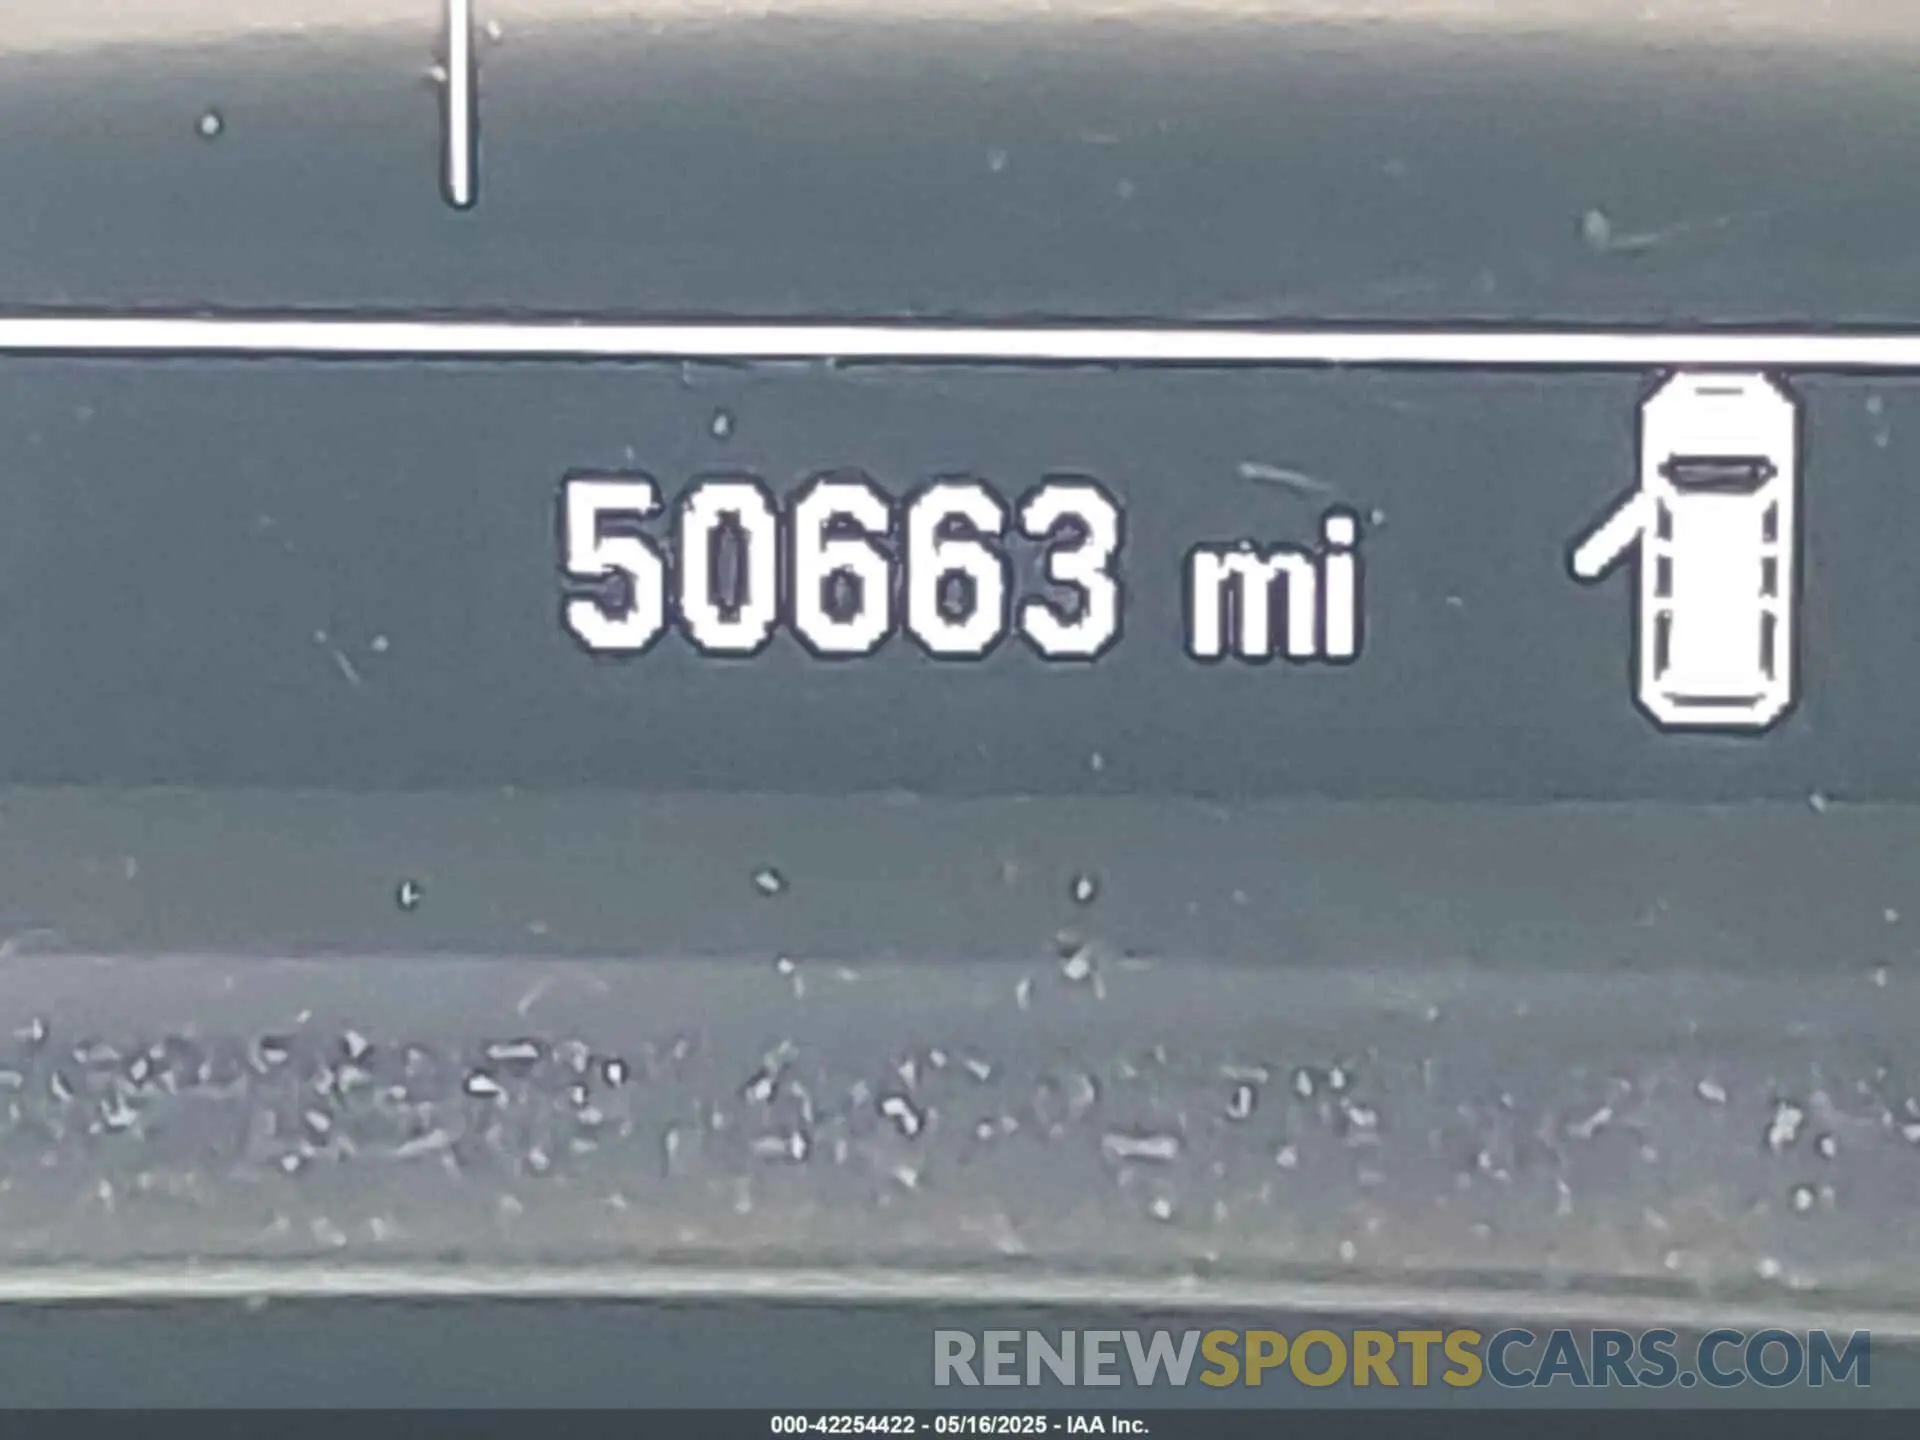 50663 mi
RENEWSPORTSCARS.COM
000-42254422 - 05/16/2025 - IAA Inc.